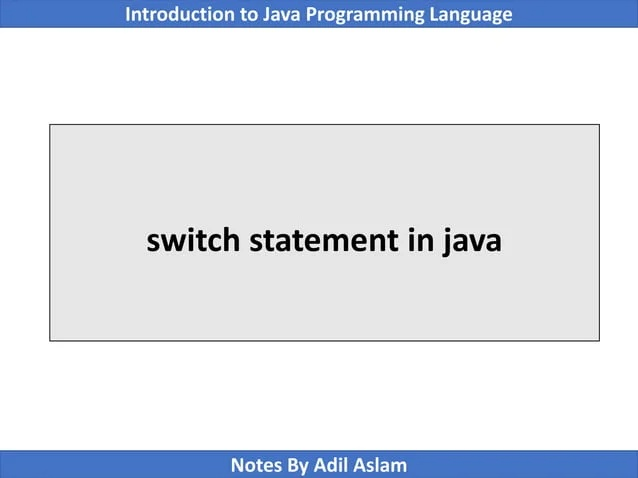 Introduction to Java Programming Language
switch statement in java
Notes By Adil Aslam